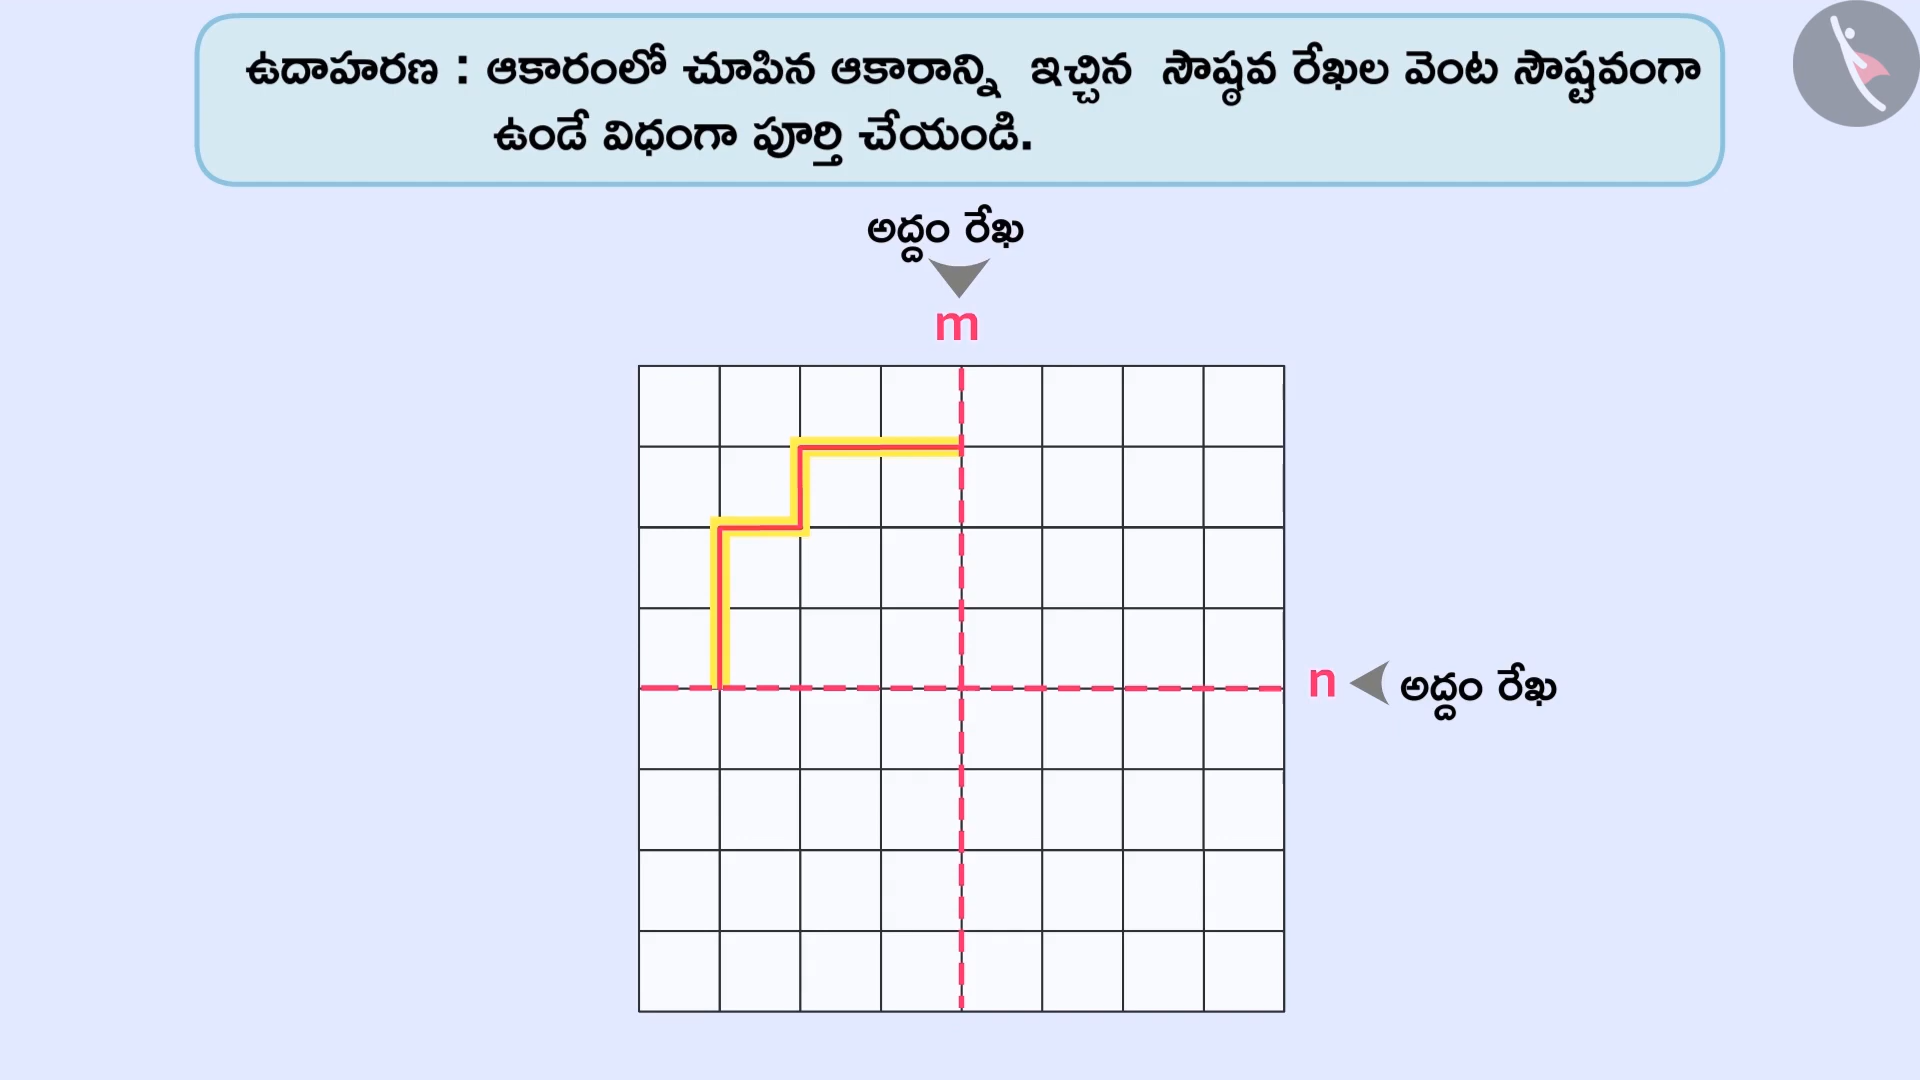 ఉదాహరణ : ఆకారంలో చూపిన ఆకారాన్ని ఇచ్చిన సౌష్ఠవ రేఖల వెంట సౌష్టవంగా
ఉండే విధంగా పూర్తి చేయండి.
అద్దం రేఖ
m
n
అద్దం రేఖ